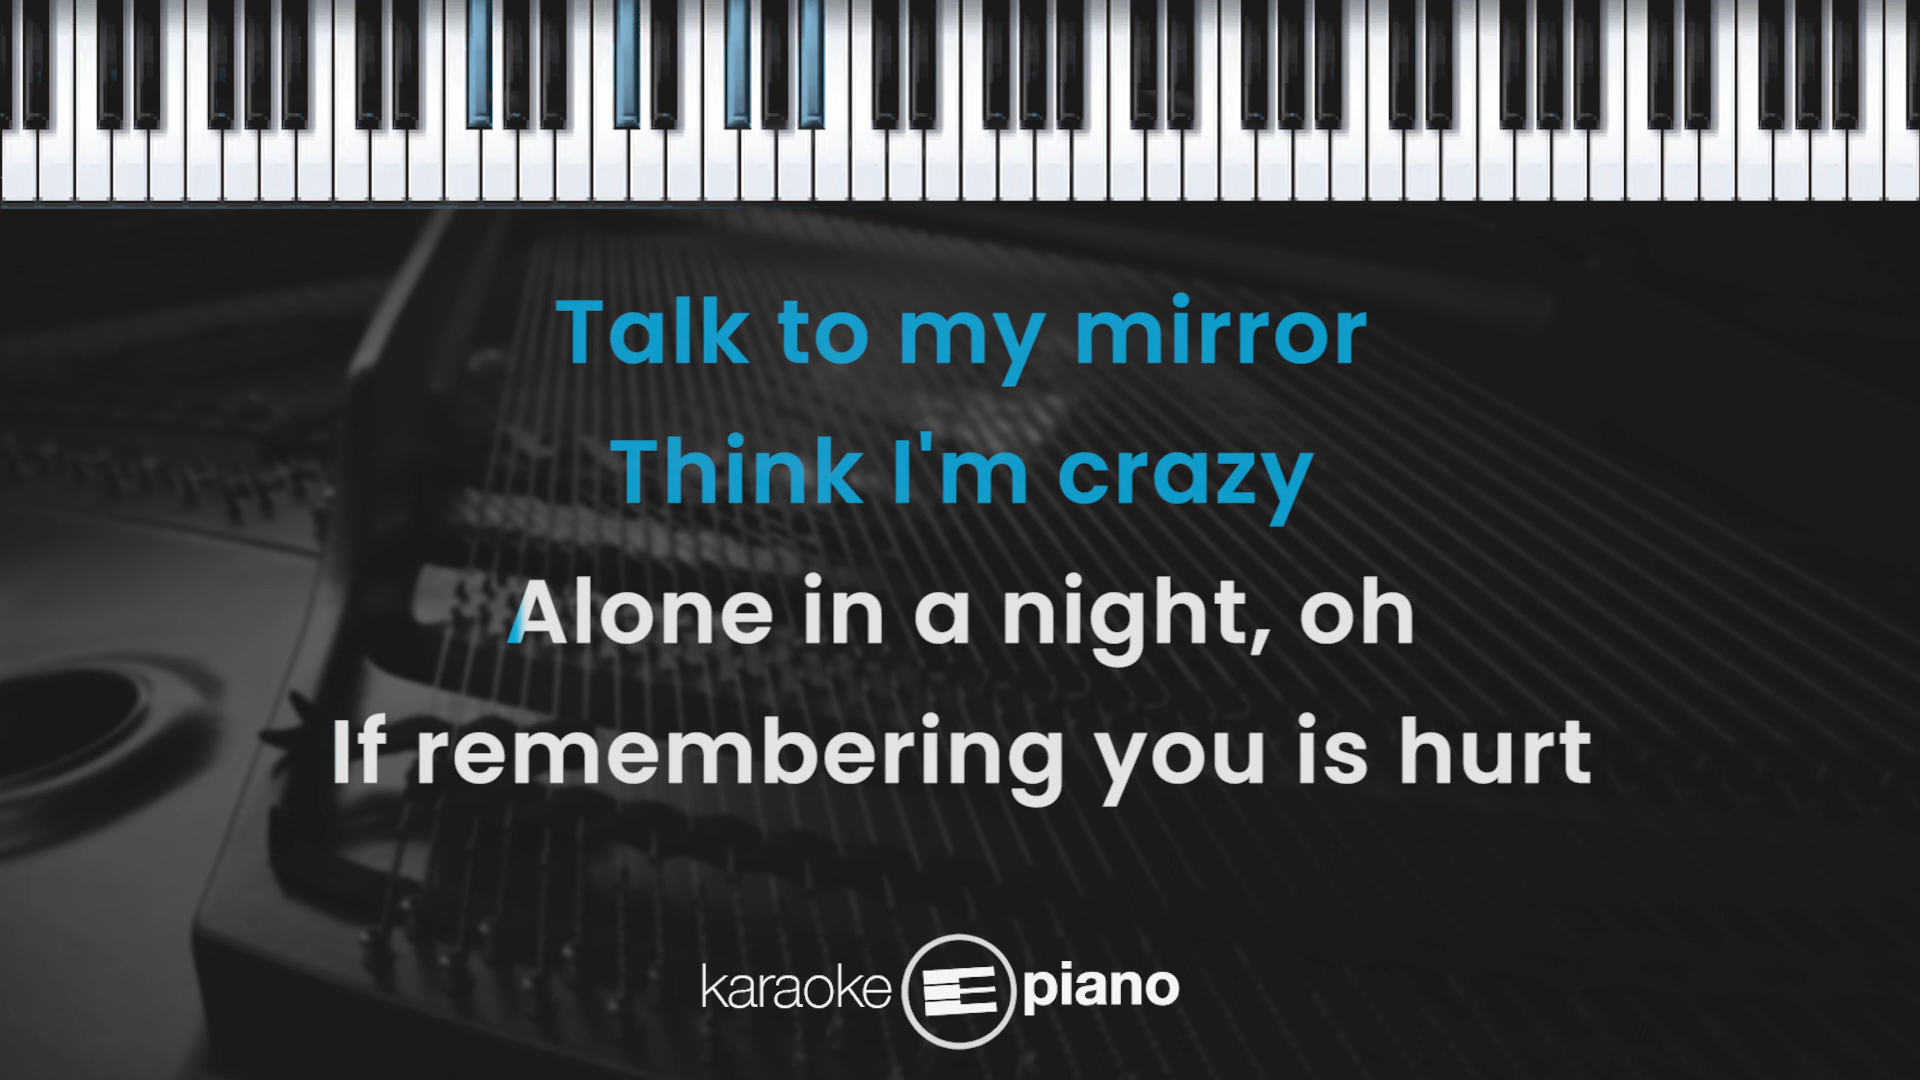 Talk to my mirror
Think I'm crazy
Alone in a night, oh
If remembering you is hurt
karaoke piano